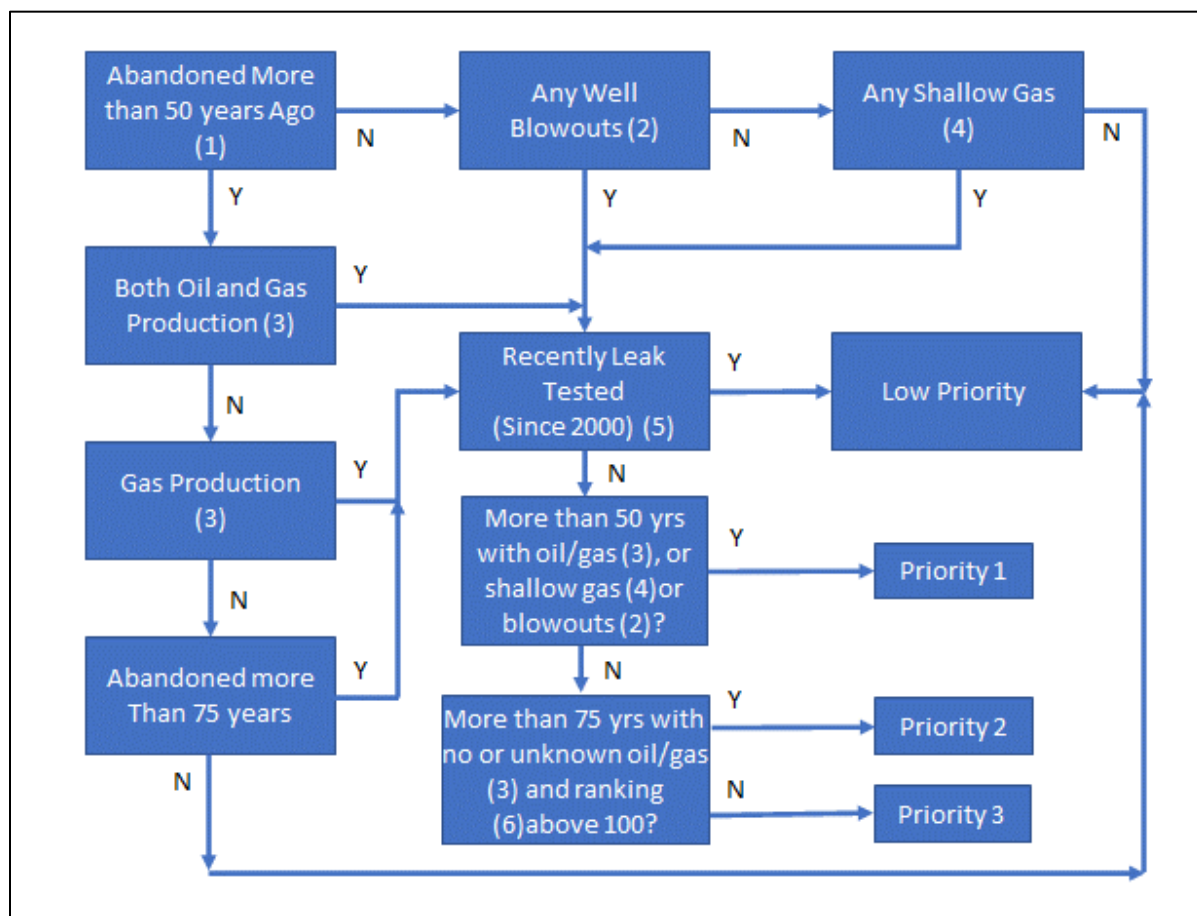 Abandoned More
than 50 years Ago
(1)
N
Any Well
Blowouts (2)
N
Any Shallow Gas
(4)
N
Y
Y
Y
Both Oil and Gas
Production (3)
Y
Recently Leak
Tested
(Since 2000) (5)
Y
Low Priority
N
N
Gas Production
(3)
Y
More than 50 yrs
with oil/gas (3), or
shallow gas (4)or
blowouts (2)?
Y
Priority 1
N
N
Abandoned more
Than 75 years
Y
More than 75 yrs with
no or unknown oil/gas
(3) and ranking
(6)above 100?
Y
Priority 2
N
N
Priority 3